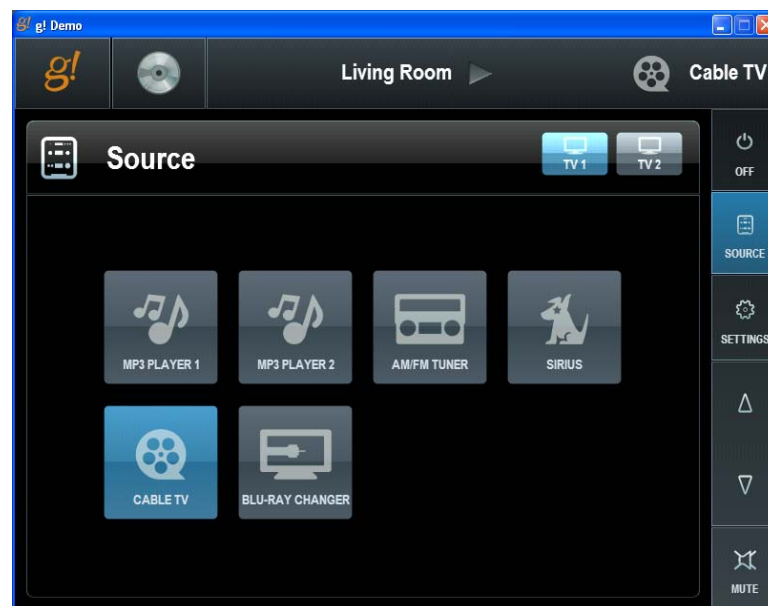 g! g! Demo
g!
Living Room
Cable TV
Source
TV 1
TV 2
OFF
SOURCE
SETTINGS
MP3 PLAYER 1
MP3 PLAYER 2
AM/FM TUNER
SIRIUS
CABLE TV
BLU-RAY CHANGER
MUTE